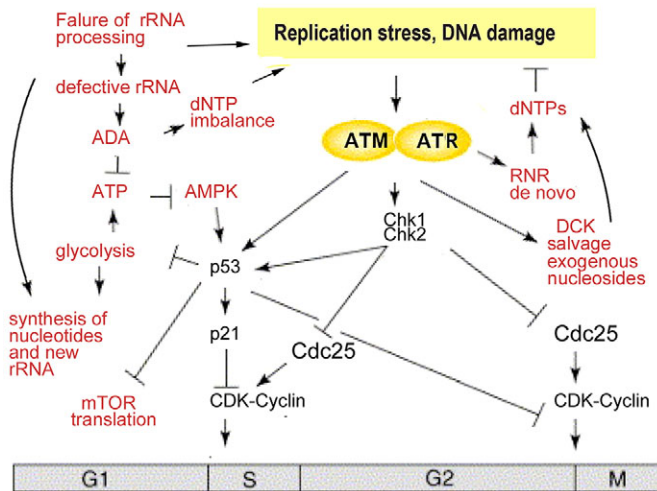 Falure of rRNA
processing
Replication stress, DNA damage
defective rRNA
dNTP
imbalance
dNTPs
ADA
ATM
ATR
RNR
de novo
ATP
AMPK
Chk1
Chk2
DCK
salvage
exogenous
nucleosides
glycolysis
p53
synthesis of
nucleotides
and new
rRNA
p21
Cdc25
Cdc25
mTOR
translation
CDK-Cyclin
CDK-Cyclin
G1
S
G2
M